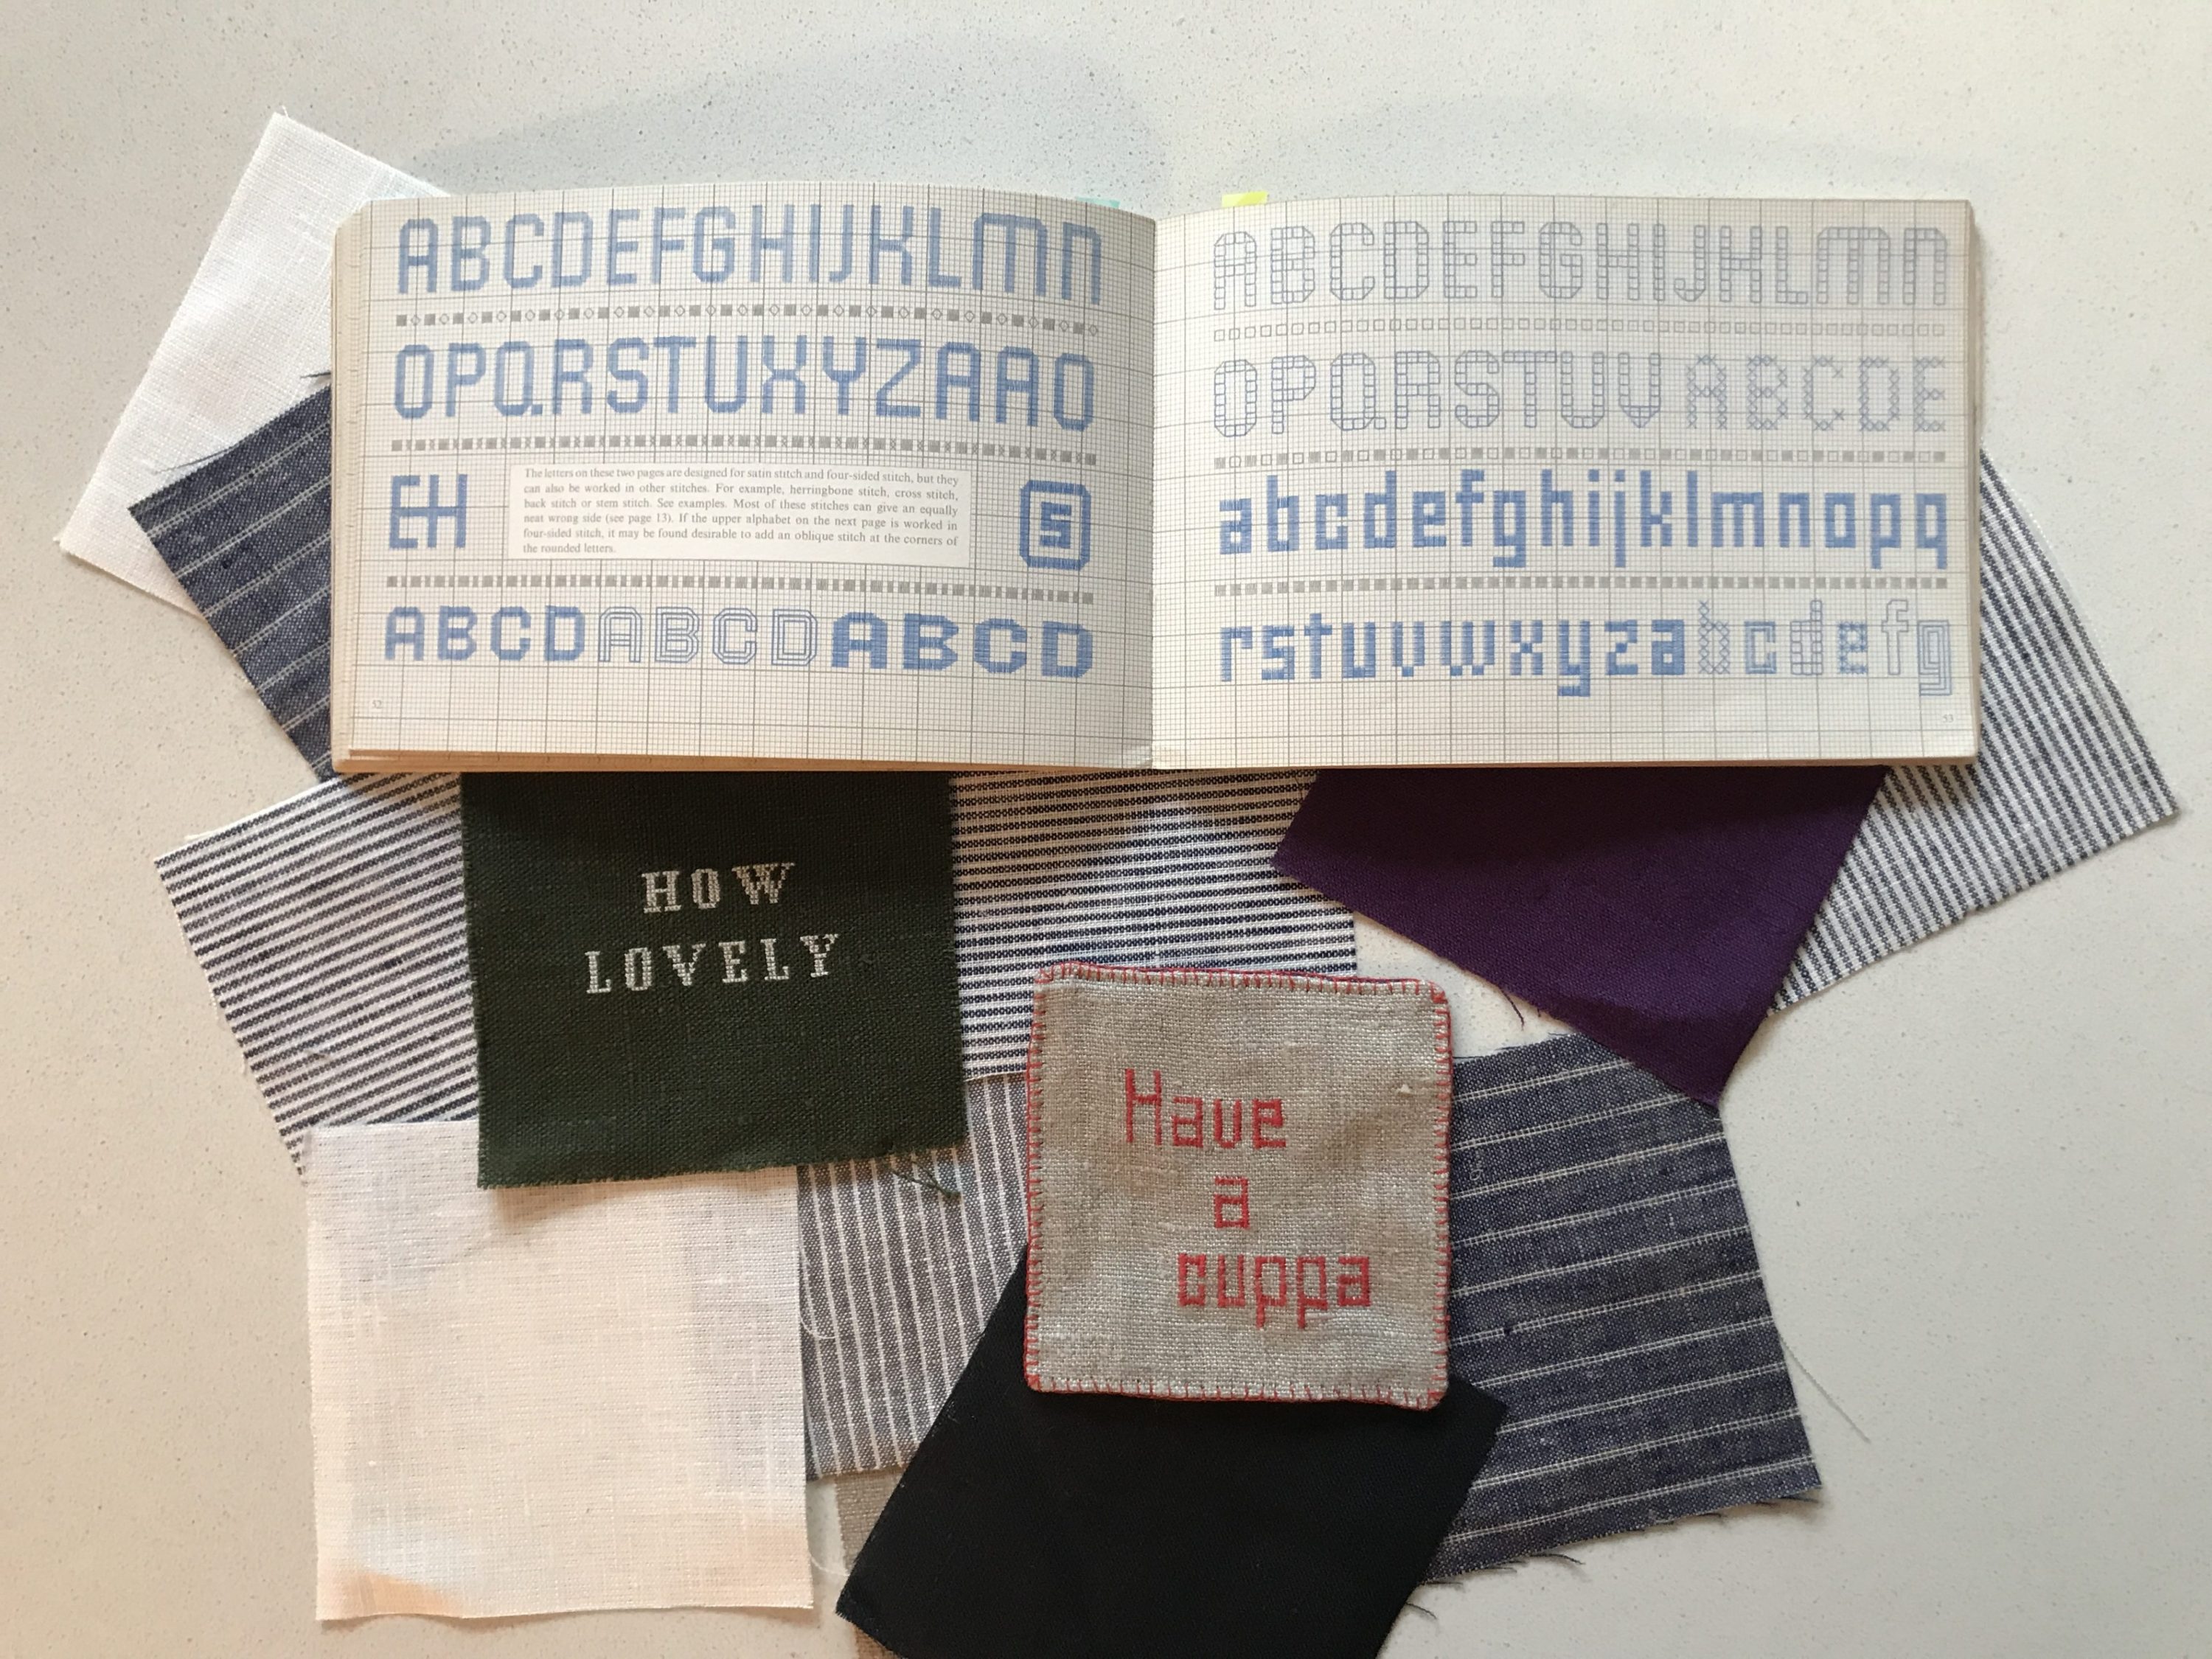 ABCDEFGHIJKLMN
OPQRSTUXYZAAO
EH
The letters on these two pages are designed for satin stitch and four-sided stitch, but they
can also be worked in other stitches. For example, herringbone stitch, cross stitch,
back stitch or stem stitch. See examples. Most of these stitches can give an equally
neat wrong side (see page 13). If the upper alphabet on the next page is worked in
four-sided stitch, it may be found desirable to add an oblique stitch at the corners of
the rounded letters.
S
ABCDABCDABCD
52
ABCDEFGHIJKLMN
OPQRSTUVABCDE
abcdefghijklmnopq
rstuvwxyzabcdefg
53
HOW
LOVELY
Have
a
cuppa